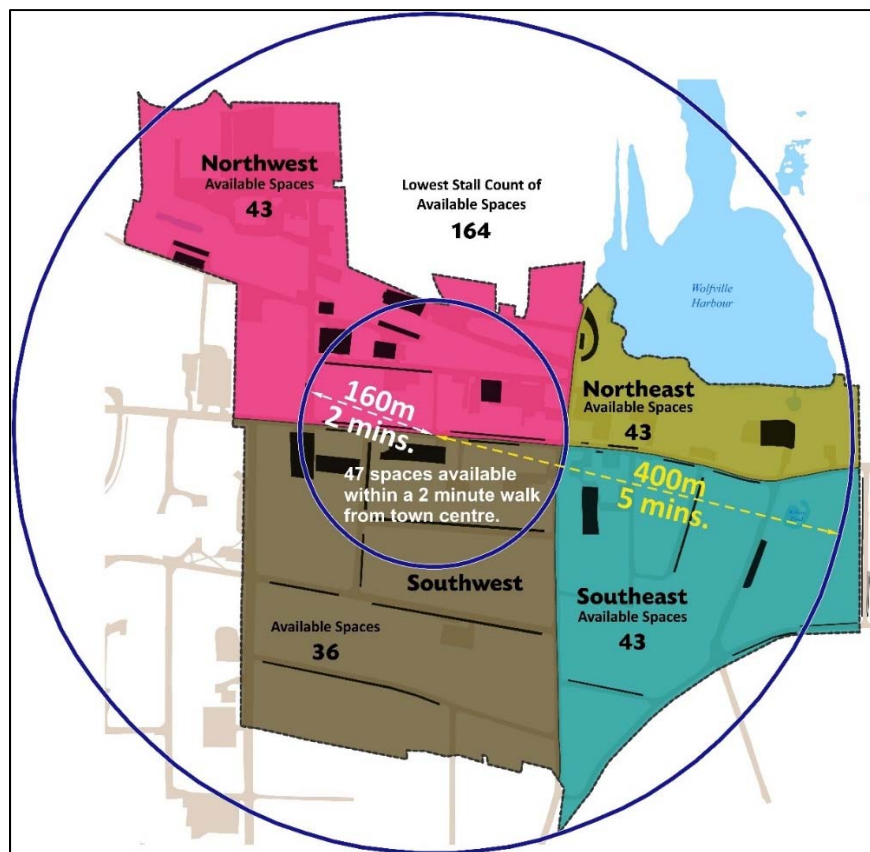 Northwest
Available Spaces
43
Lowest Stall Count of
Available Spaces
164
Wolfville
Harbour
Northeast
Available Spaces
43
160m
2 mins.
400m
5 mins.
47 spaces available
within a 2 minute walk
from town centre.
Southwest
Available Spaces
36
Southeast
Available Spaces
43